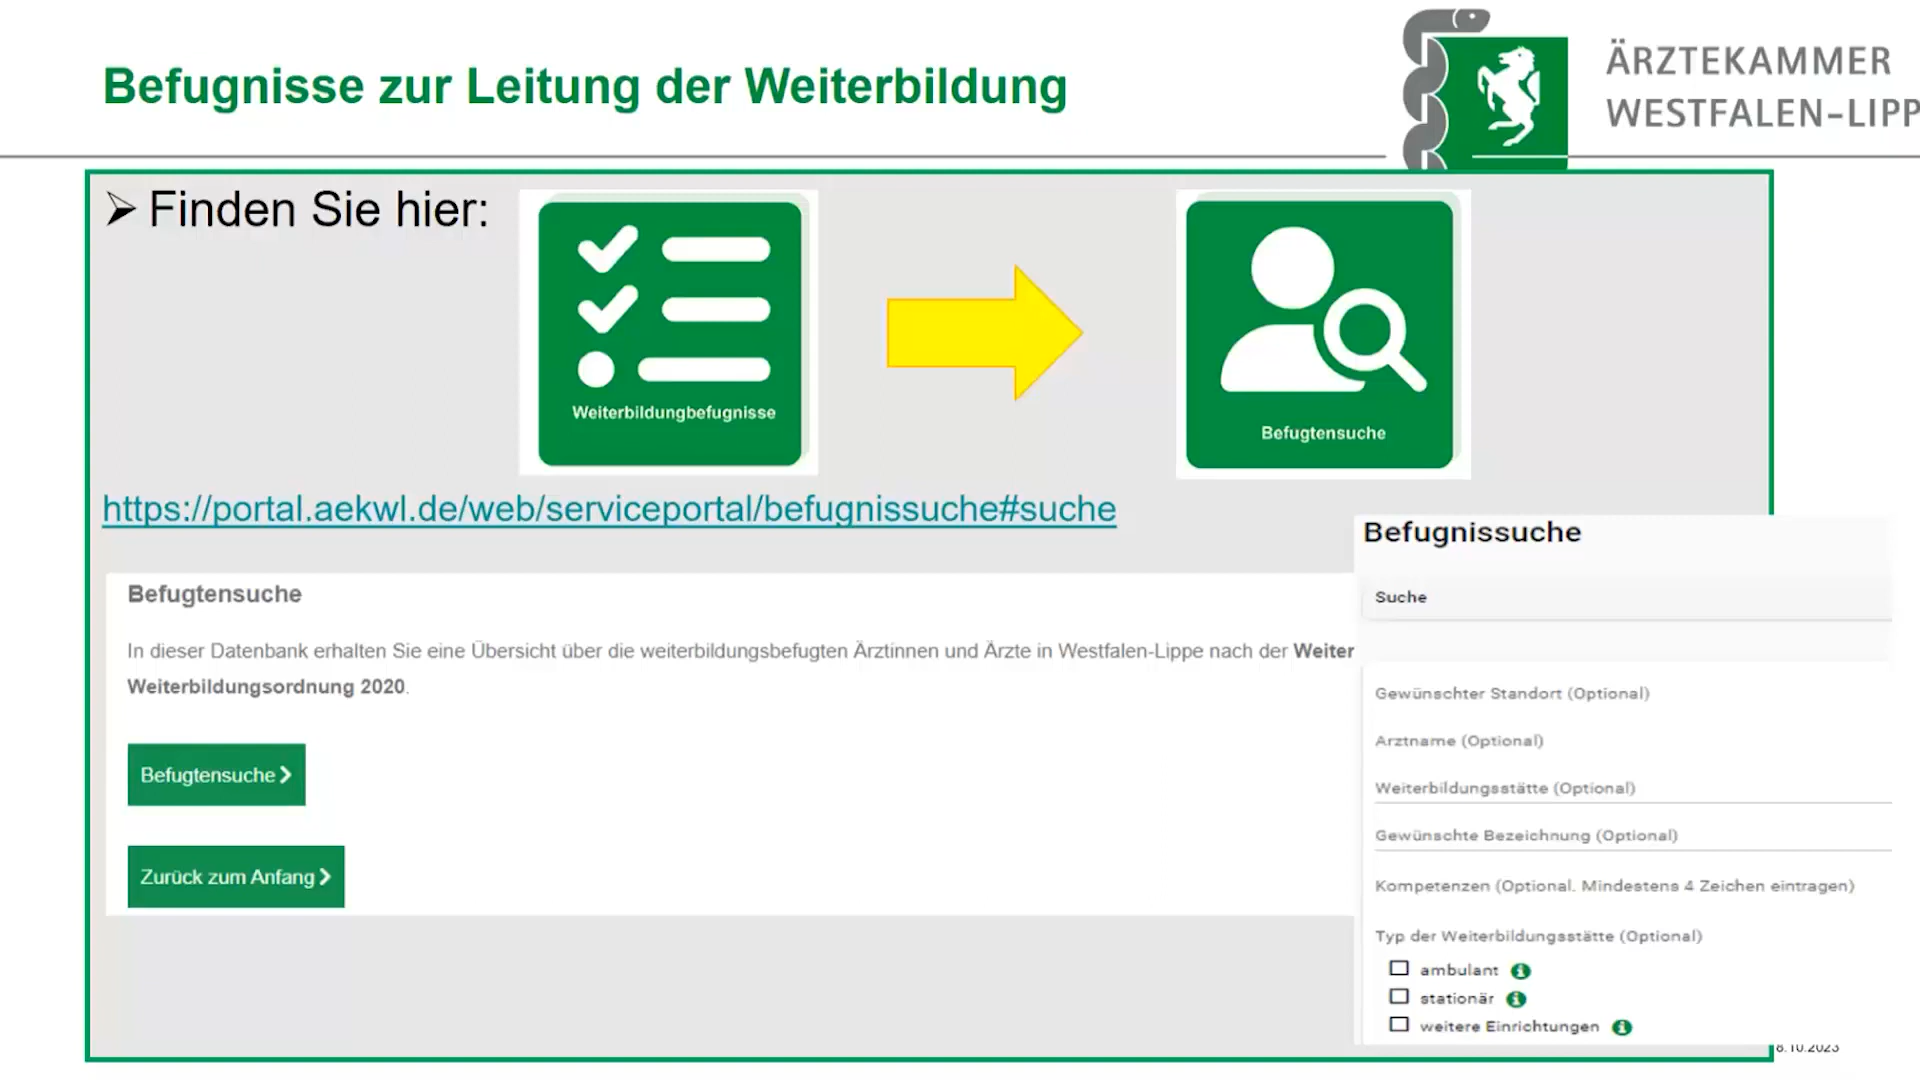 Befugnisse zur Leitung der Weiterbildung
ÄRZTEKAMMER
WESTFALEN-LIPP
➢ Finden Sie hier:
Weiterbildungbefugnisse
Befugtensuche
https://portal.aekwl.de/web/serviceportal/befugnissuche#suche
Befugtensuche
In dieser Datenbank erhalten Sie eine Übersicht über die weiterbildungsbefugten Ärztinnen und Ärzte in Westfalen-Lippe nach der Weiter
Weiterbildungsordnung 2020.
Befugtensuche
Zurück zum Anfang
Befugnissuche
Suche
Gewünschter Standort (Optional)
Arztname (Optional)
Weiterbildungsstätte (Optional)
Gewünschte Bezeichnung (Optional)
Kompetenzen (Optional. Mindestens 4 Zeichen eintragen)
Typ der Weiterbildungsstätte (Optional)
ambulant
stationär
weitere Einrichtungen
8.10.2023